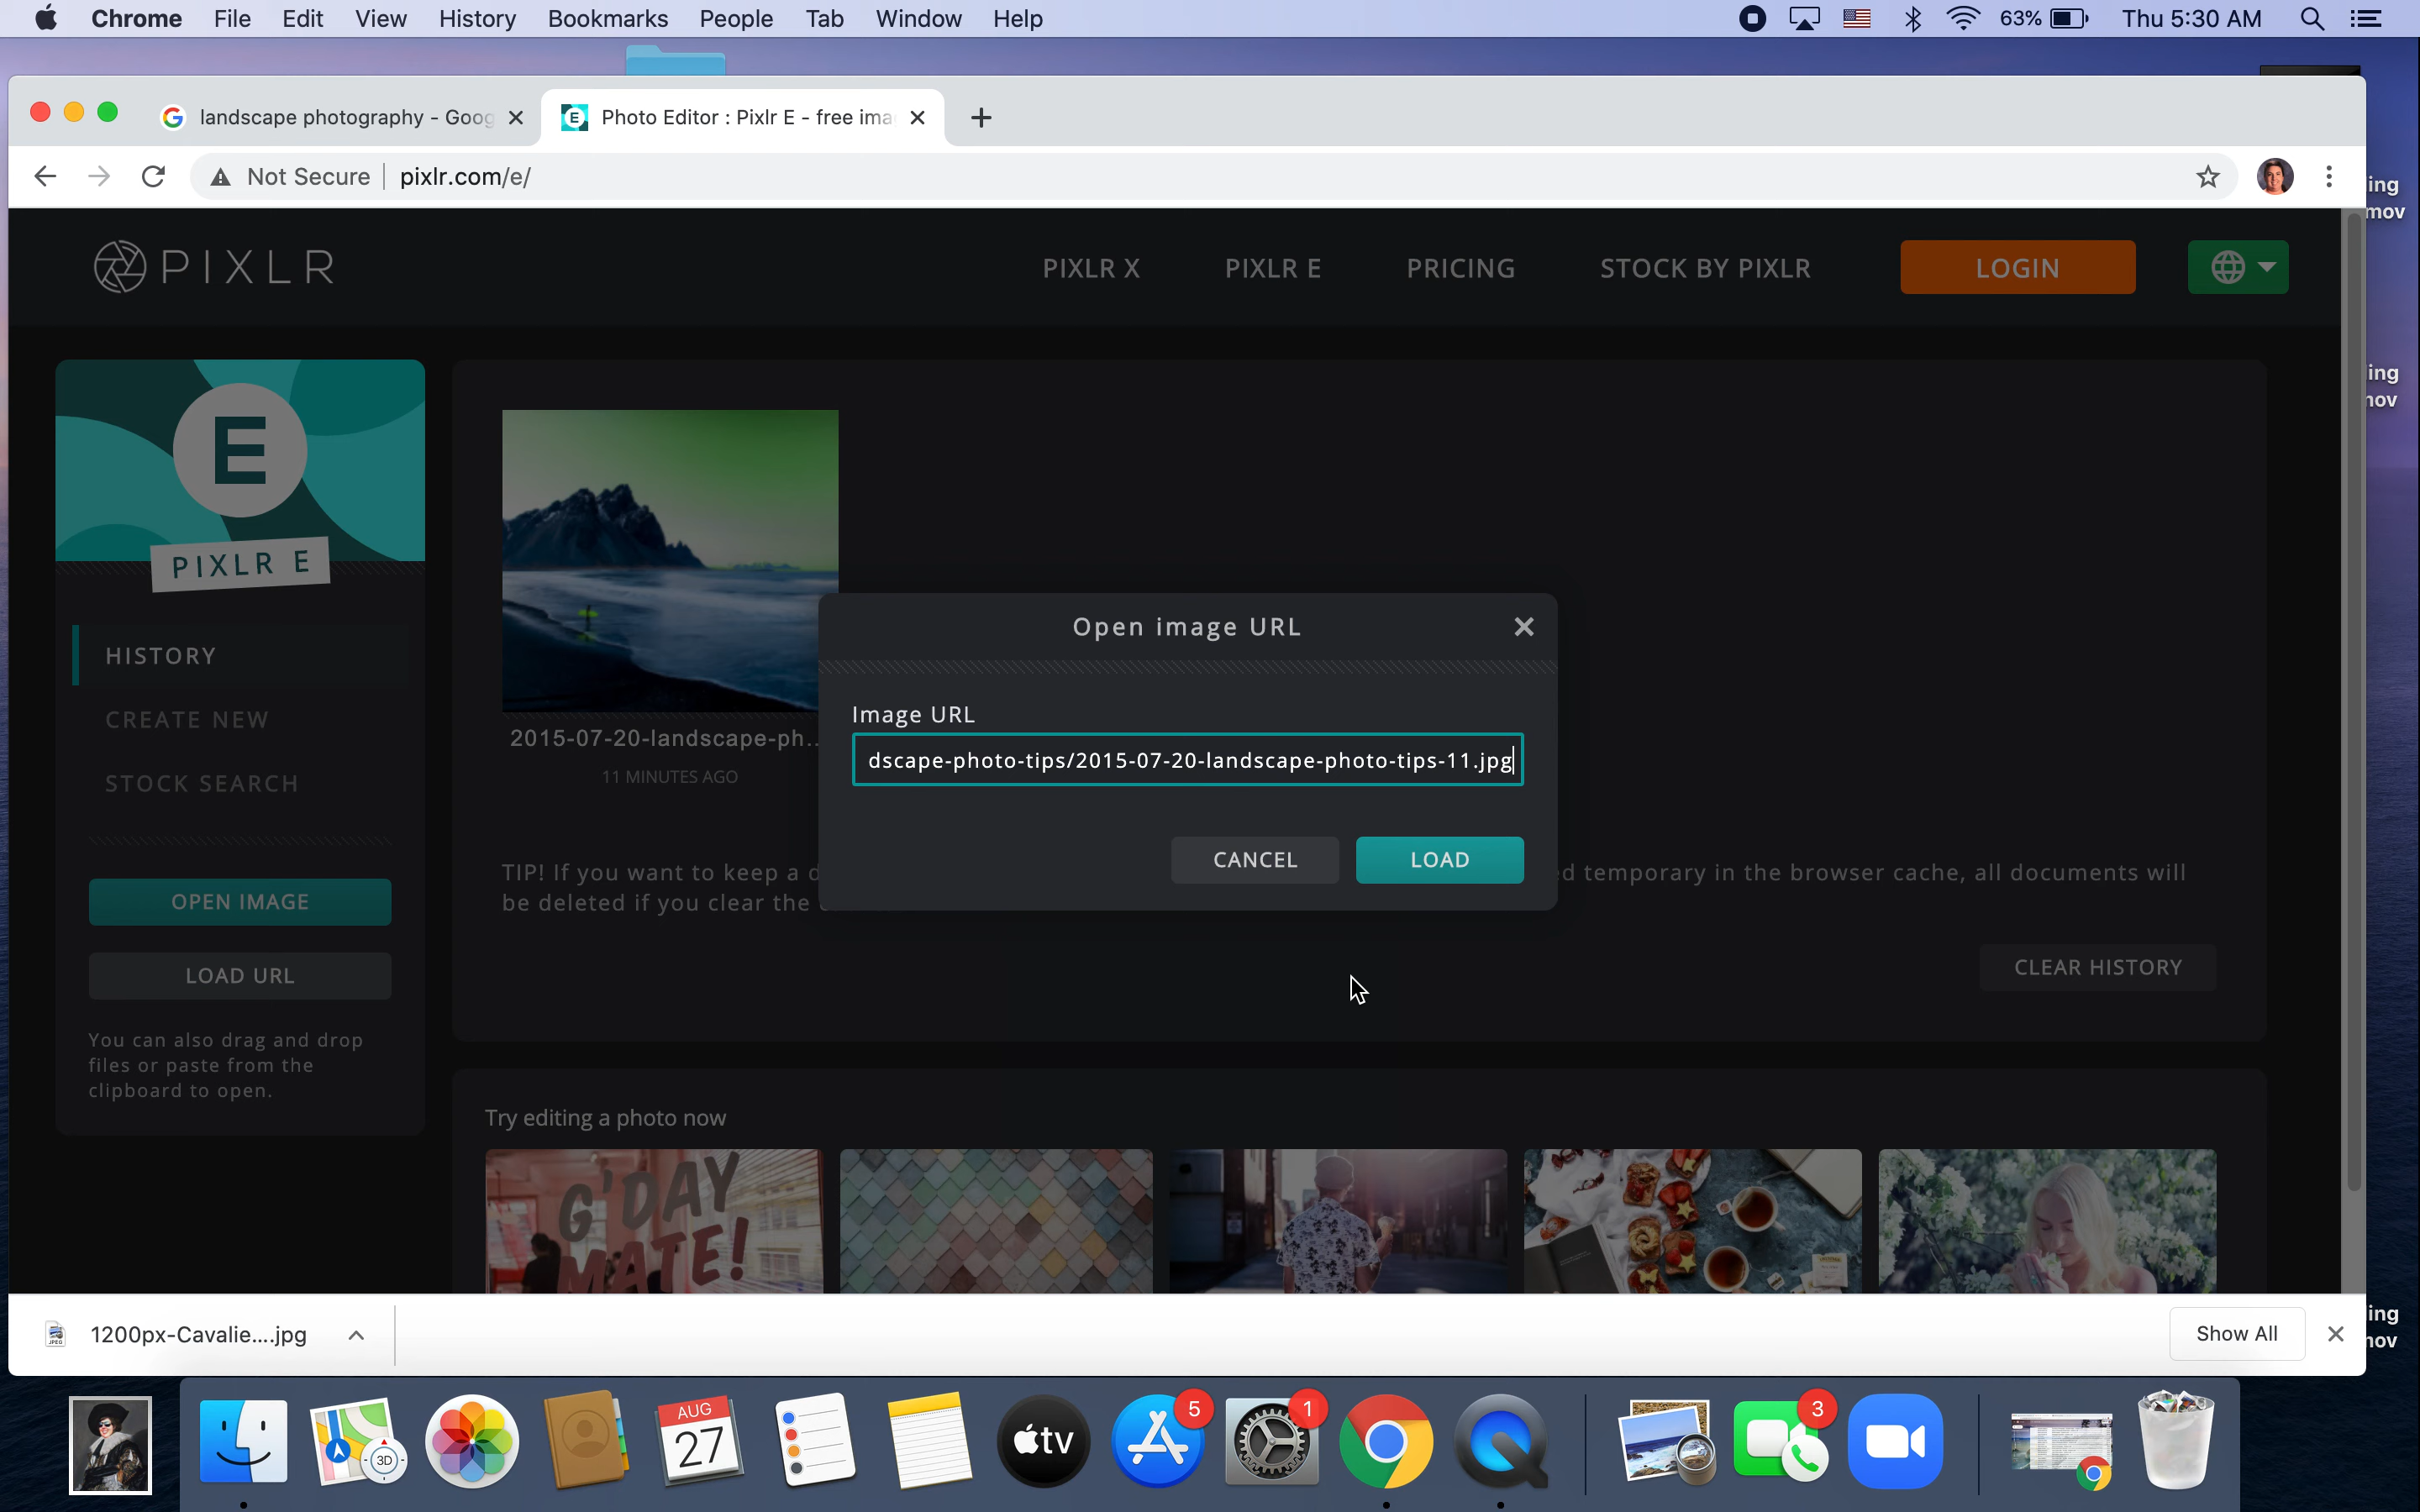 Chrome File Edit View History Bookmarks People Tab Window Help 63% Thu 5:30 AM
landscape photography - Goog
Photo Editor : Pixlr E - free ima
Not Secure pixlr.com/e/
ing
mov
PIXLR
PIXLR X PIXLR E PRICING STOCK BY PIXLR LOGIN
ing
nov
E
PIXLR E
HISTORY
CREATE NEW
STOCK SEARCH
OPEN IMAGE
LOAD URL
You can also drag and drop
files or paste from the
clipboard to open.
2015-07-20-landscape-ph...
11 MINUTES AGO
Open image URL
Image URL
dscape-photo-tips/2015-07-20-landscape-photo-tips-11.jpg
CANCEL LOAD
TIP! If you want to keep a d ed temporary in the browser cache, all documents will
be deleted if you clear the
CLEAR HISTORY
Try editing a photo now
G'DAY
MATE!
1200px-Cavalie....jpg
Show All
ing
nov
JPEG
3D
AUG
27
tv
5
1
3